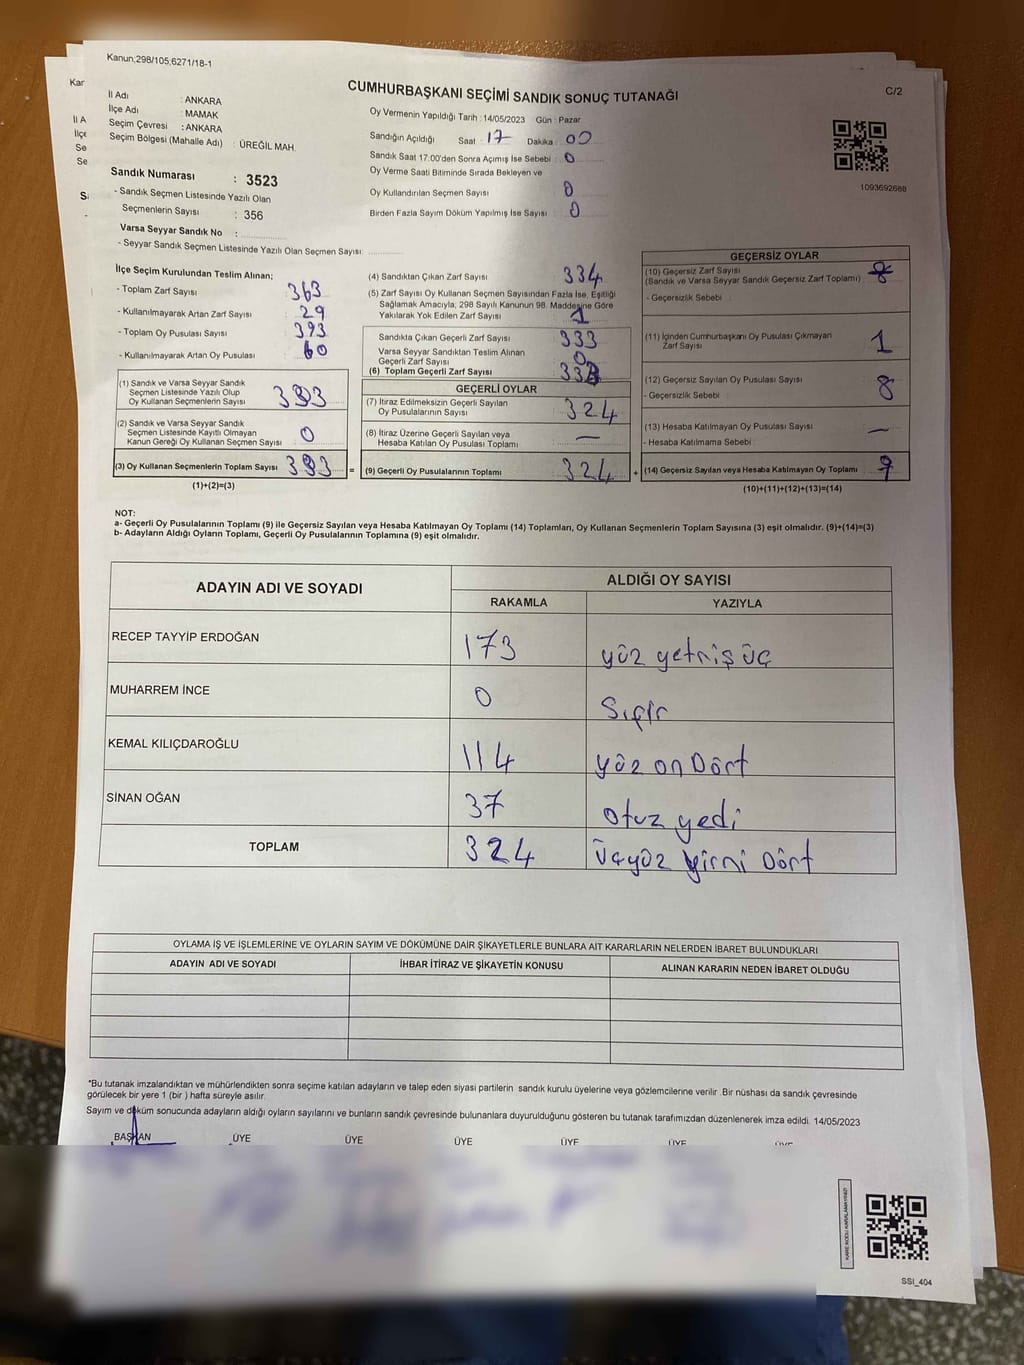 Kanun;298/105,6271/18-1
CUMHURBAŞKANI SEÇİMİ SANDIK SONUÇ TUTANAĞI
C/2
İl Adı : ANKARA
İlçe Adı : MAMAK
Seçim Çevresi : ANKARA
Seçim Bölgesi (Mahalle Adı) : ÜREĞİL MAH.
Sandık Numarası : 3523
- Sandık Seçmen Listesinde Yazılı Olan
Seçmenlerin Sayısı : 356
Varsa Seyyar Sandık No :
- Seyyar Sandık Seçmen Listesinde Yazılı Olan Seçmen Sayısı:
Oy Vermenin Yapıldığı Tarih : 14/05/2023 Gün : Pazar
Sandığın Açıldığı Saat : 17 Dakika : 00
Sandık Saat 17:00'den Sonra Açımış İse Sebebi : 0
Oy Verme Saati Bitiminde Sırada Bekleyen ve
Oy Kullandırılan Seçmen Sayısı 0
Birden Fazla Sayım Döküm Yapılmış İse Sayısı : 0
1093692688
İlçe Seçim Kurulundan Teslim Alınan;
- Toplam Zarf Sayısı 363
- Kullanılmayarak Artan Zarf Sayısı : 29
- Toplam Oy Pusulası Sayısı : 393
- Kullanılmayarak Artan Oy Pusulası : 60
(1) Sandık ve Varsa Seyyar Sandık
Seçmen Listesinde Yazılı Olup
Oy Kullanan Seçmenlerin Sayısı 333
(2) Sandık ve Varsa Seyyar Sandık
Seçmen Listesinde Kayıtlı Olmayan
Kanun Gereği Oy Kullanan Seçmen Sayısı 0
(3) Oy Kullanan Seçmenlerin Toplam Sayısı 333 =
(1)+(2)=(3)
(4) Sandıktan Çıkan Zarf Sayısı 334
(5) Zarf Sayısı Oy Kullanan Seçmen Sayısından Fazla İse, Eşitliği
Sağlamak Amacıyla; 298 Sayılı Kanunun 98. Maddesine Göre
Yakılarak Yok Edilen Zarf Sayısı 1
Sandıkta Çıkan Geçerli Zarf Sayısı 333
Varsa Seyyar Sandıktan Teslim Alınan
Geçerli Zarf Sayısı 0
(6) Toplam Geçerli Zarf Sayısı 333
GEÇERLİ OYLAR
(7) İtiraz Edilmeksizin Geçerli Sayılan
Oy Pusulalarının Sayısı 324
(8) İtiraz Üzerine Geçerli Sayılan veya
Hesaba Katılan Oy Pusulası Toplamı —
(9) Geçerli Oy Pusulalarının Toplamı 324 +
GEÇERSİZ OYLAR
(10) Geçersiz Zarf Sayısı
(Sandık ve Varsa Seyyar Sandık Geçersiz Zarf Toplamı)
- Geçersizlik Sebebi :
(11) İçinden Cumhurbaşkanı Oy Pusulası Çıkmayan
Zarf Sayısı 1
(12) Geçersiz Sayılan Oy Pusulası Sayısı 8
- Geçersizlik Sebebi :
(13) Hesaba Katılmayan Oy Pusulası Sayısı —
- Hesaba Katılmama Sebebi :
(14) Geçersiz Sayılan veya Hesaba Katılmayan Oy Toplamı 9
(10)+(11)+(12)+(13)=(14)
NOT:
a- Geçerli Oy Pusulalarının Toplamı (9) ile Geçersiz Sayılan veya Hesaba Katılmayan Oy Toplamı (14) Toplamları, Oy Kullanan Seçmenlerin Toplam Sayısına (3) eşit olmalıdır. (9)+(14)=(3)
b- Adayların Aldığı Oyların Toplamı, Geçerli Oy Pusulalarının Toplamına (9) eşit olmalıdır.
ADAYIN ADI VE SOYADI
ALDIĞI OY SAYISI
RAKAMLA YAZIYLA
RECEP TAYYİP ERDOĞAN 173 yüz yetmiş üç
MUHARREM İNCE 0 Sıfır
KEMAL KILIÇDAROĞLU 114 yüz on Dört
SİNAN OĞAN 37 otuz yedi
TOPLAM 324 Üçyüz yirmi Dört
OYLAMA İŞ VE İŞLEMLERİNE VE OYLARIN SAYIM VE DÖKÜMÜNE DAİR ŞİKAYETLERLE BUNLARA AİT KARARLARIN NELERDEN İBARET BULUNDUKLARI
ADAYIN ADI VE SOYADI İHBAR İTİRAZ VE ŞİKAYETİN KONUSU ALINAN KARARIN NEDEN İBARET OLDUĞU
*Bu tutanak imzalandıktan ve mühürlendikten sonra seçime katılan adayların ve talep eden siyasi partilerin sandık kurulu üyelerine veya gözlemcilerine verilir. Bir nüshası da sandık çevresinde
görülecek bir yere 1 (bir ) hafta süreyle asılır.
Sayım ve döküm sonucunda adayların aldığı oyların sayılarını ve bunların sandık çevresinde bulunanlara duyurulduğunu gösteren bu tutanak tarafımızdan düzenlenerek imza edildi. 14/05/2023
BAŞKAN ÜYE ÜYE ÜYE ÜYE ÜYE
SSİ_404